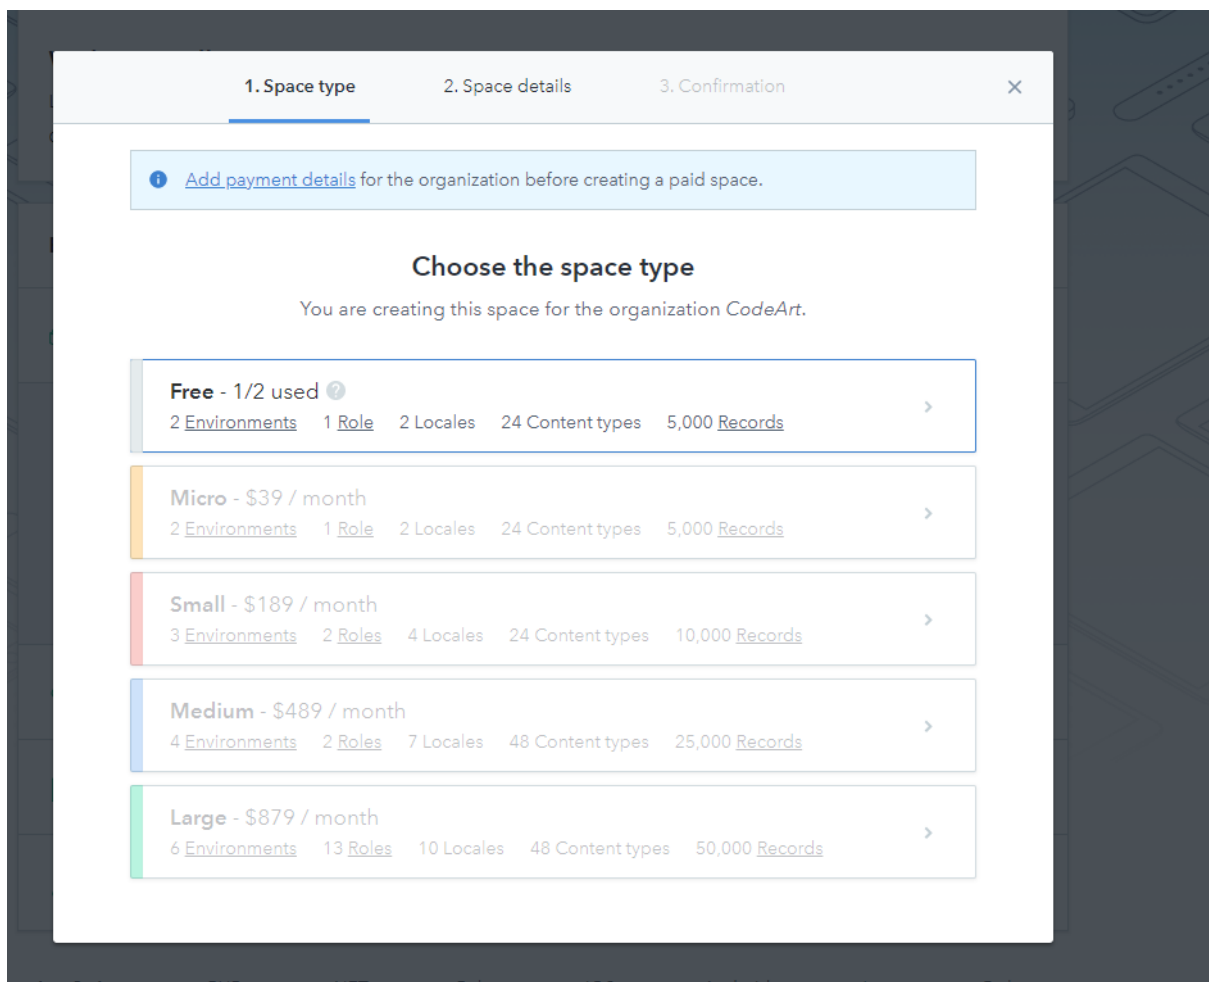 1. Space type 2. Space details 3. Confirmation
Add payment details for the organization before creating a paid space.
Choose the space type
You are creating this space for the organization CodeArt.
Free - 1/2 used
2 Environments 1 Role 2 Locales 24 Content types 5,000 Records
Micro - $39 / month
2 Environments 1 Role 2 Locales 24 Content types 5,000 Records
Small - $189 / month
3 Environments 2 Roles 4 Locales 24 Content types 10,000 Records
Medium - $489 / month
4 Environments 2 Roles 7 Locales 48 Content types 25,000 Records
Large - $879 / month
6 Environments 13 Roles 10 Locales 48 Content types 50,000 Records